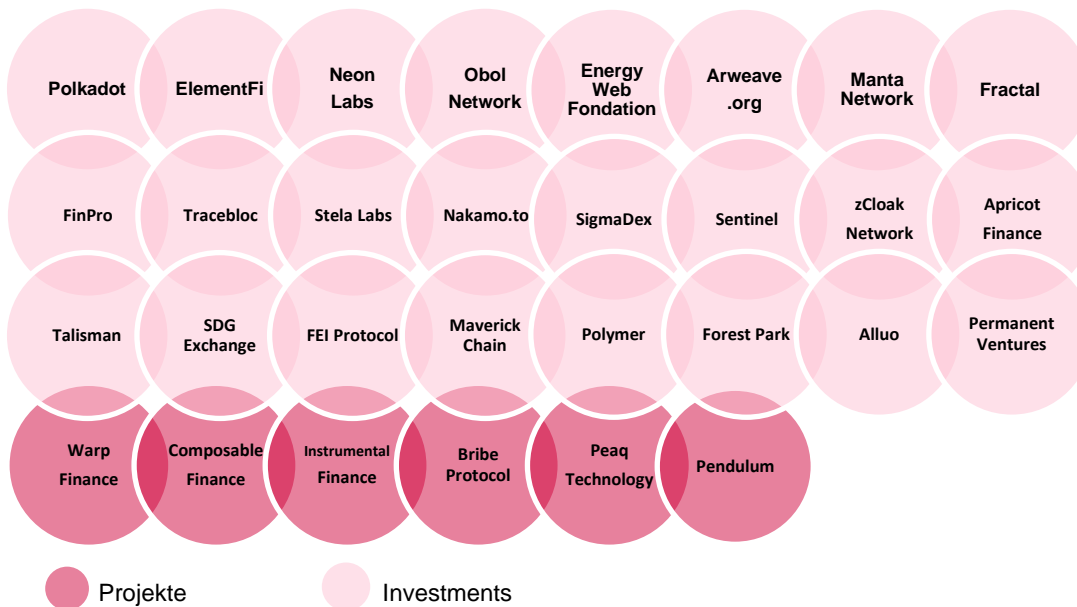 Polkadot
ElementFi
Neon
Labs
Obol
Network
Energy
Web
Fondation
Arweave
.org
Manta
Network
Fractal
FinPro
Tracebloc
Stela Labs
Nakamo.to
SigmaDex
Sentinel
zCloak
Network
Apricot
Finance
Talisman
SDG
Exchange
FEI Protocol
Maverick
Chain
Polymer
Forest Park
Alluo
Permanent
Ventures
Warp
Finance
Composable
Finance
Instrumental
Finance
Bribe
Protocol
Peaq
Technology
Pendulum
Projekte
Investments